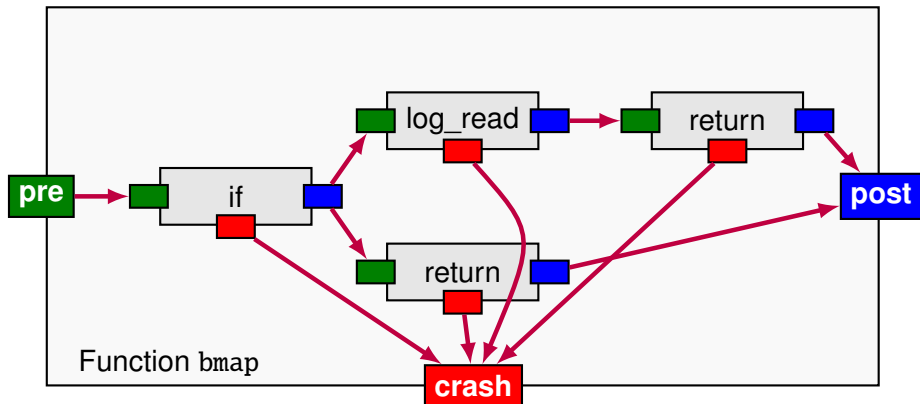 log_read
return
pre
if
post
return
Function bmap
crash